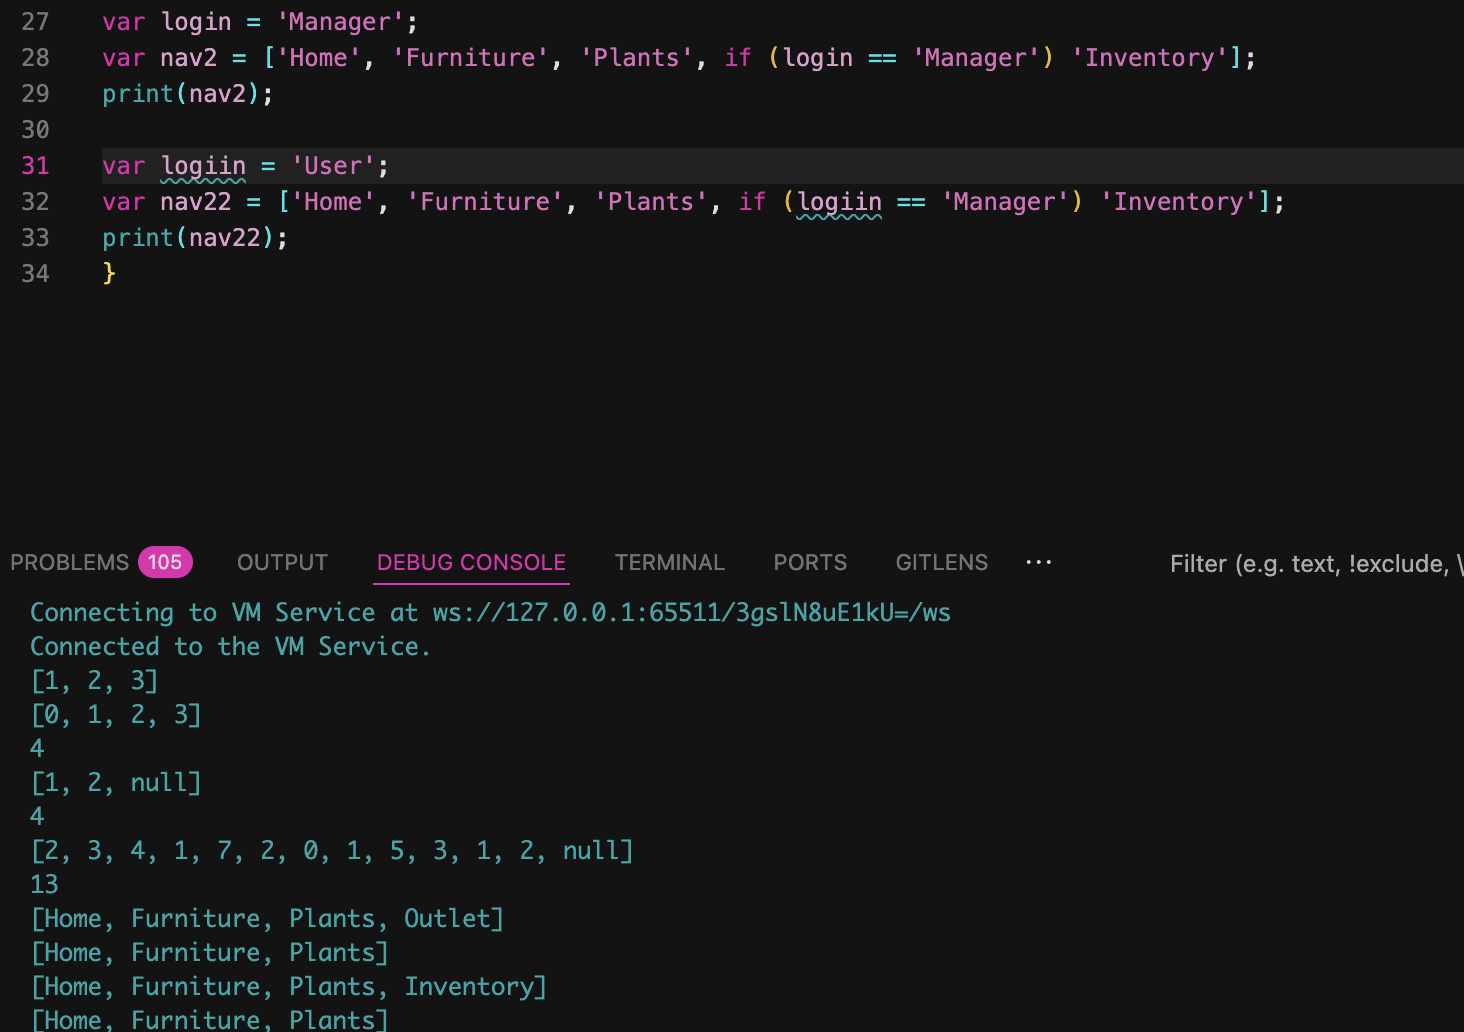 27 var login = 'Manager';
28 var nav2 = ['Home', 'Furniture', 'Plants', if (login == 'Manager') 'Inventory'];
29 print(nav2);
30
31 var logiin = 'User';
32 var nav22 = ['Home', 'Furniture', 'Plants', if (logiin == 'Manager') 'Inventory'];
33 print(nav22);
34 }
PROBLEMS 105 OUTPUT DEBUG CONSOLE TERMINAL PORTS GITLENS ··· Filter (e.g. text, !exclude, \
Connecting to VM Service at ws://127.0.0.1:65511/3gslN8uE1kU=/ws
Connected to the VM Service.
[1, 2, 3]
[0, 1, 2, 3]
4
[1, 2, null]
4
[2, 3, 4, 1, 7, 2, 0, 1, 5, 3, 1, 2, null]
13
[Home, Furniture, Plants, Outlet]
[Home, Furniture, Plants]
[Home, Furniture, Plants, Inventory]
[Home, Furniture, Plants]